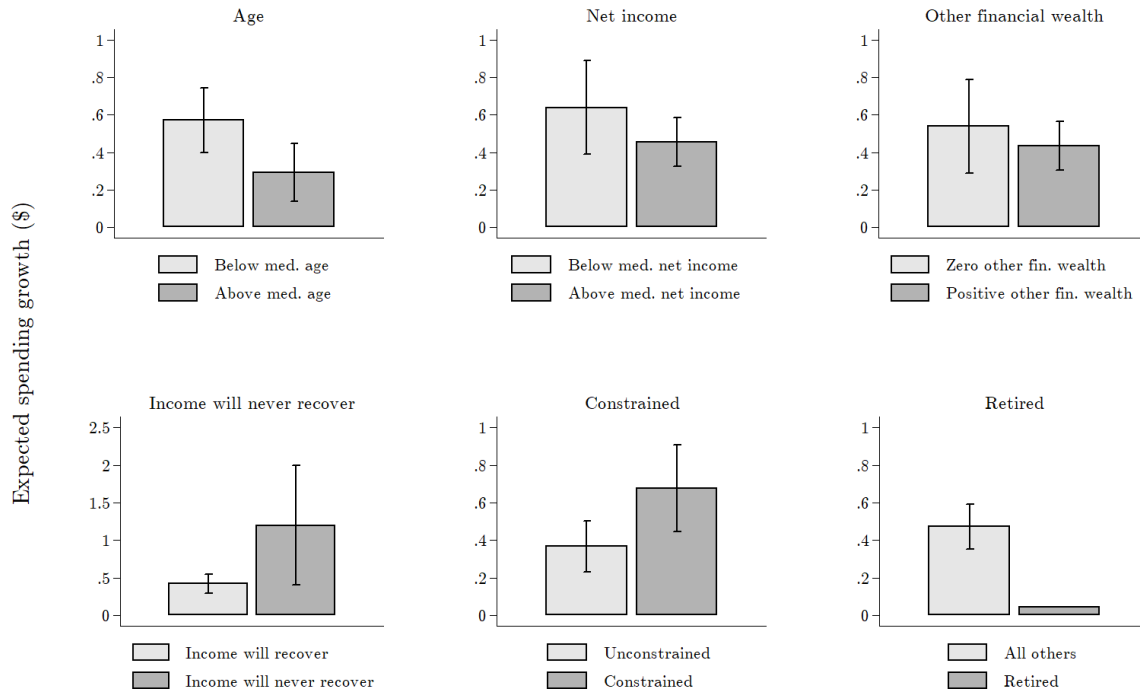 Expected spending growth ($)
Age
1
.8
.6
.4
.2
0
Below med. age
Above med. age
Net income
1
.8
.6
.4
.2
0
Below med. net income
Above med. net income
Other financial wealth
1
.8
.6
.4
.2
0
Zero other fin. wealth
Positive other fin. wealth
Income will never recover
2.5
2
1.5
1
.5
0
Income will recover
Income will never recover
Constrained
1
.8
.6
.4
.2
0
Unconstrained
Constrained
Retired
1
.8
.6
.4
.2
0
All others
Retired